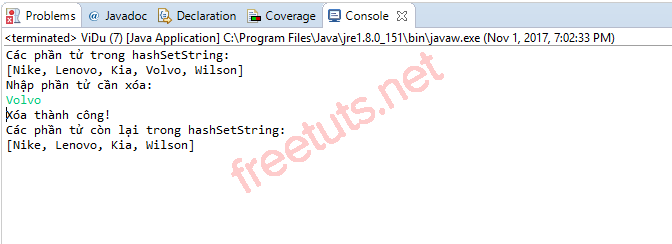 Problems @ Javadoc Declaration Coverage Console
<terminated> ViDu (7) [Java Application] C:\Program Files\Java\jre1.8.0_151\bin\javaw.exe (Nov 1, 2017, 7:02:33 PM)
Các phần tử trong hashSetString:
[Nike, Lenovo, Kia, Volvo, Wilson]
Nhập phần tử cần xóa:
Volvo
Xóa thành công!
Các phần tử còn lại trong hashSetString:
[Nike, Lenovo, Kia, Wilson]
freetuts.net